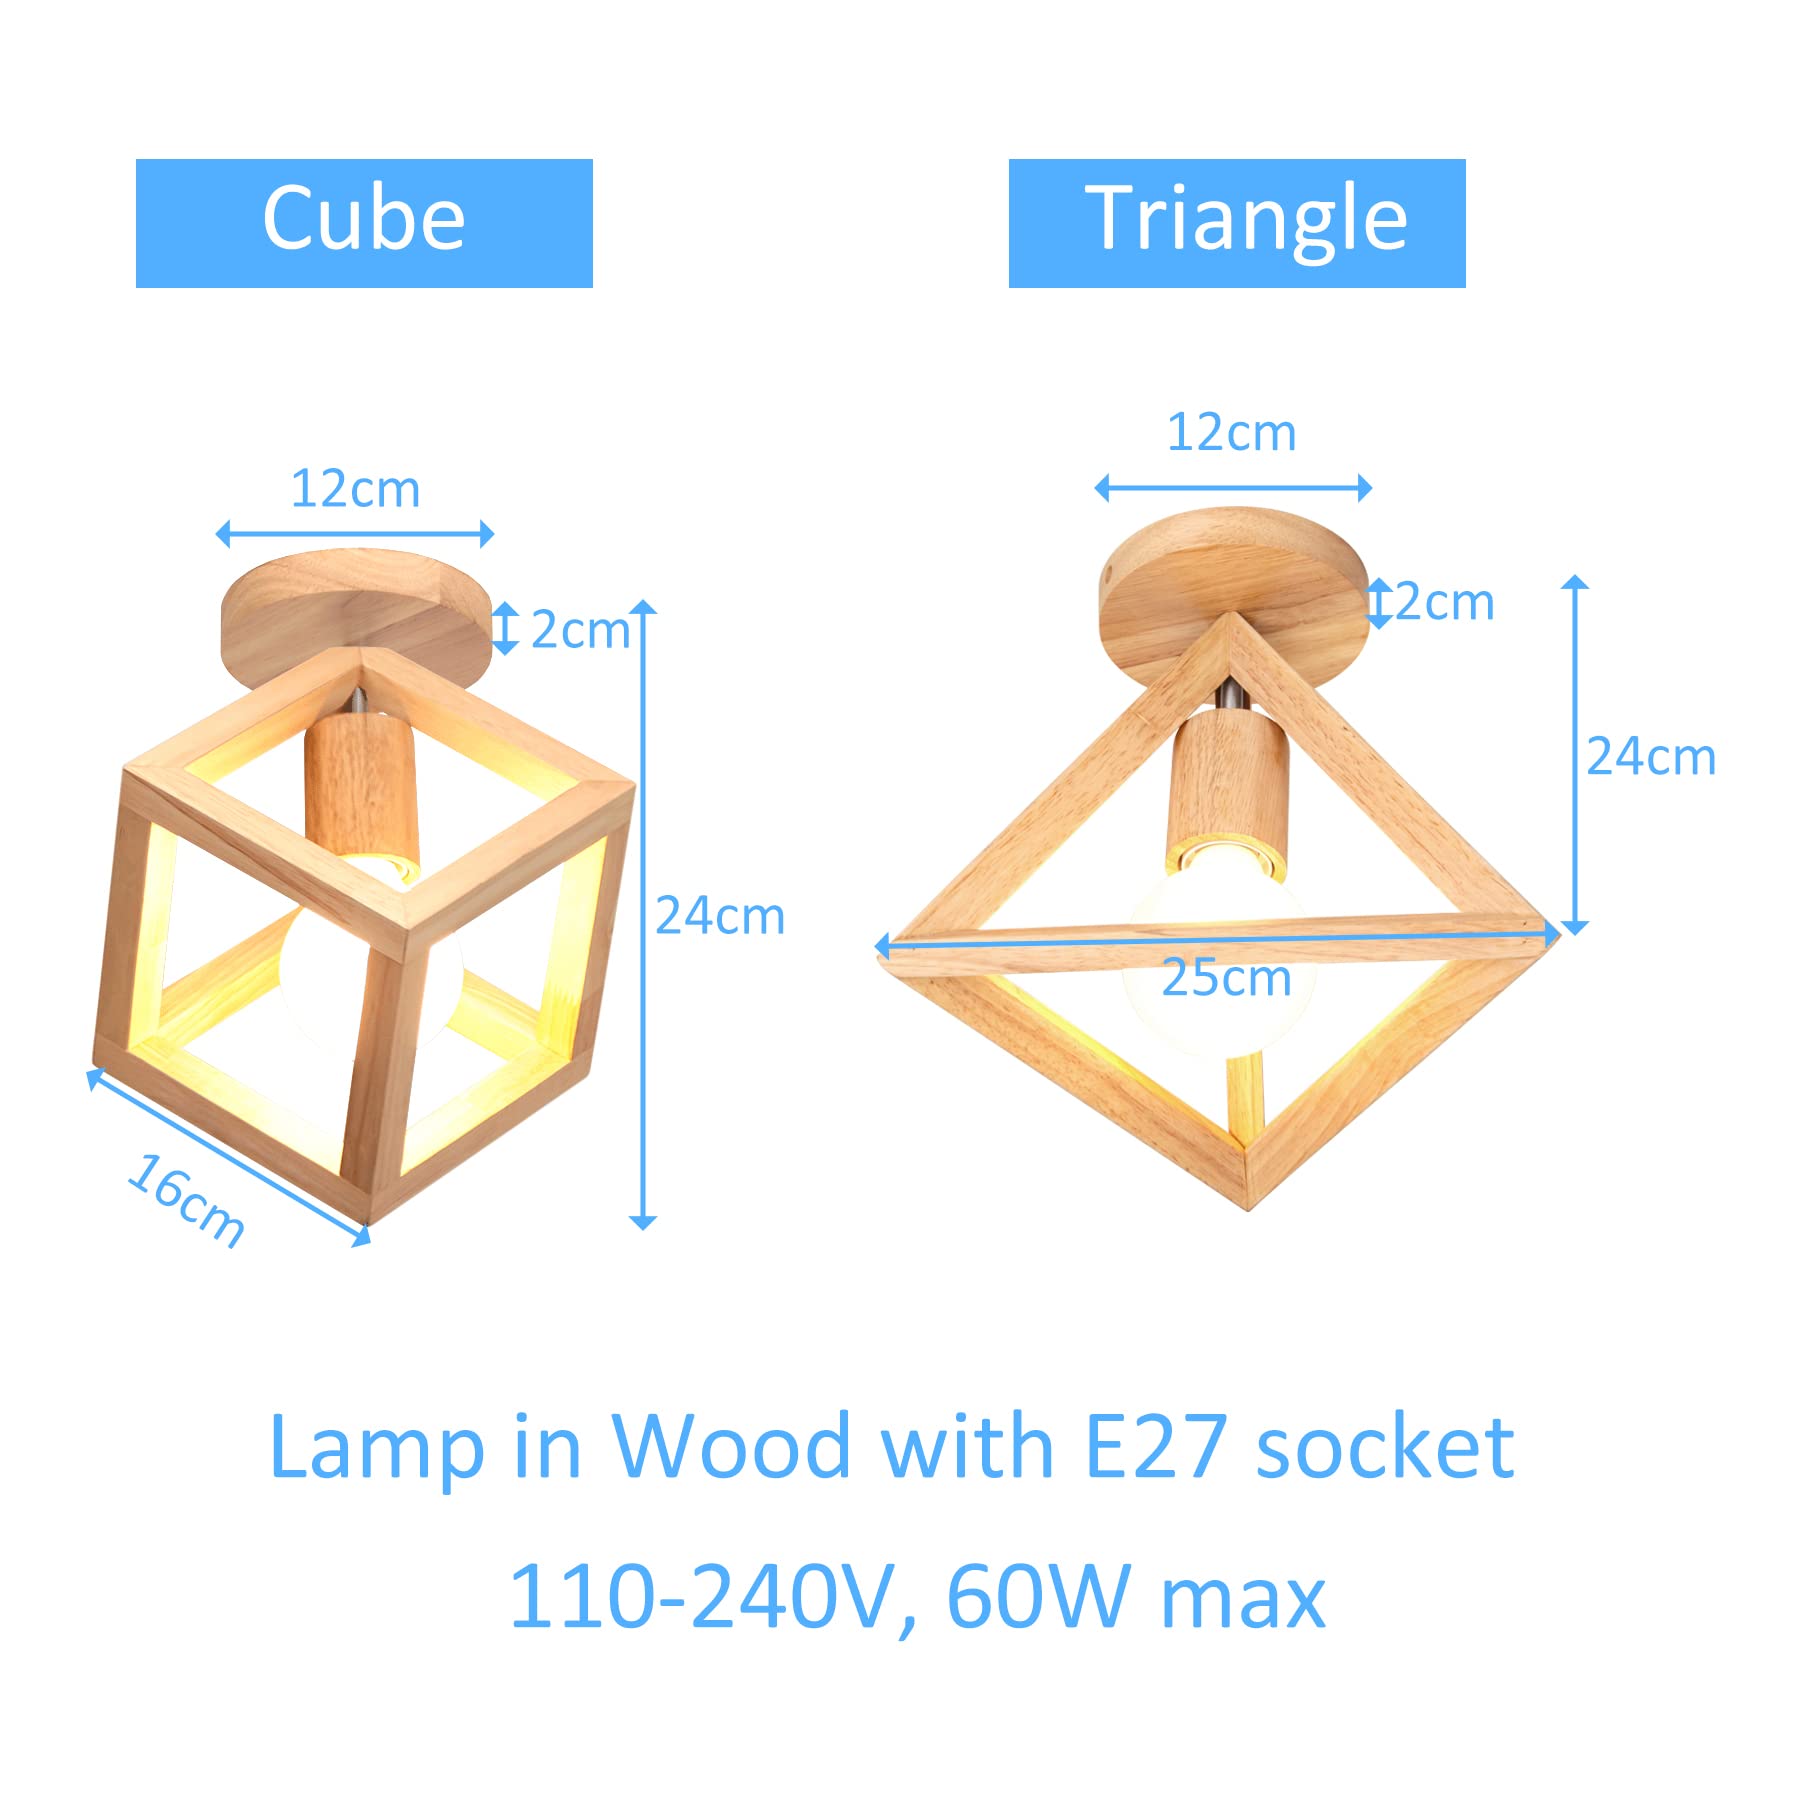 Cube
Triangle
12cm
2cm
24cm
16cm
12cm
2cm
24cm
25cm
Lamp in Wood with E27 socket
110-240V, 60W max